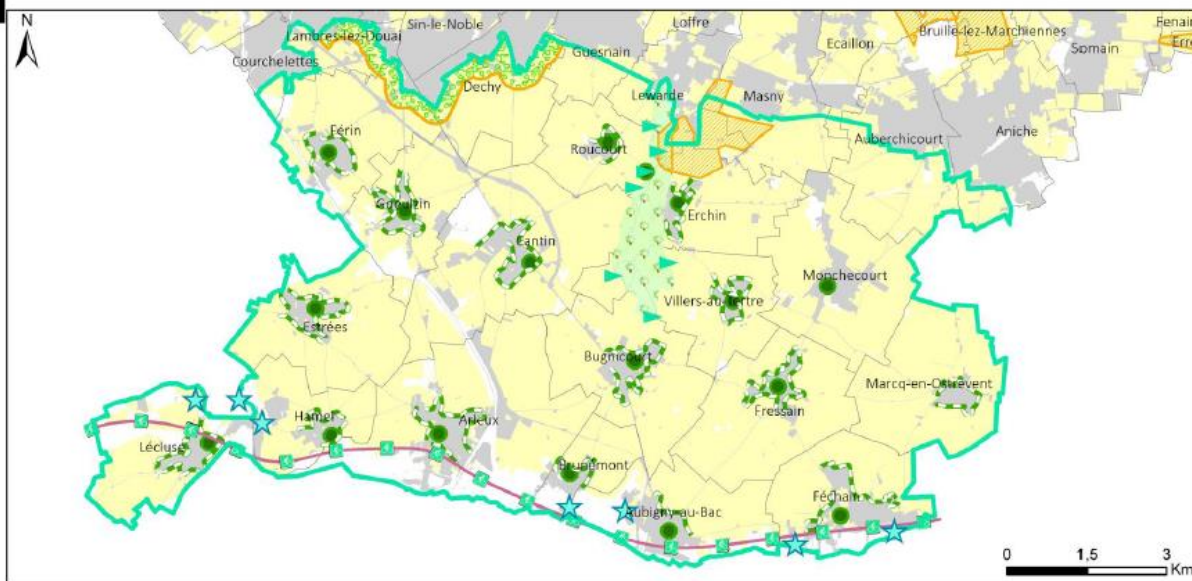 N
Sin-le-Noble
Loffre
Fenain
Bruille-lez-Marchiennes
Lambres-lez-Douai
Erre
Ecaillon
Somain
Guesnain
Courchelettes
Dechy
Lewarde
Masny
Aniche
Auberchicourt
Férin
Roucourt
Goeulzin
Erchin
Cantin
Monchecourt
Villers-au-Tertre
Estrées
Bugnicourt
Marcq-en-Ostrevent
Fressain
Hamel
Arleux
Lécluse
Brunémont
Féchain
Aubigny-au-Bac
0 1,5 3
Km